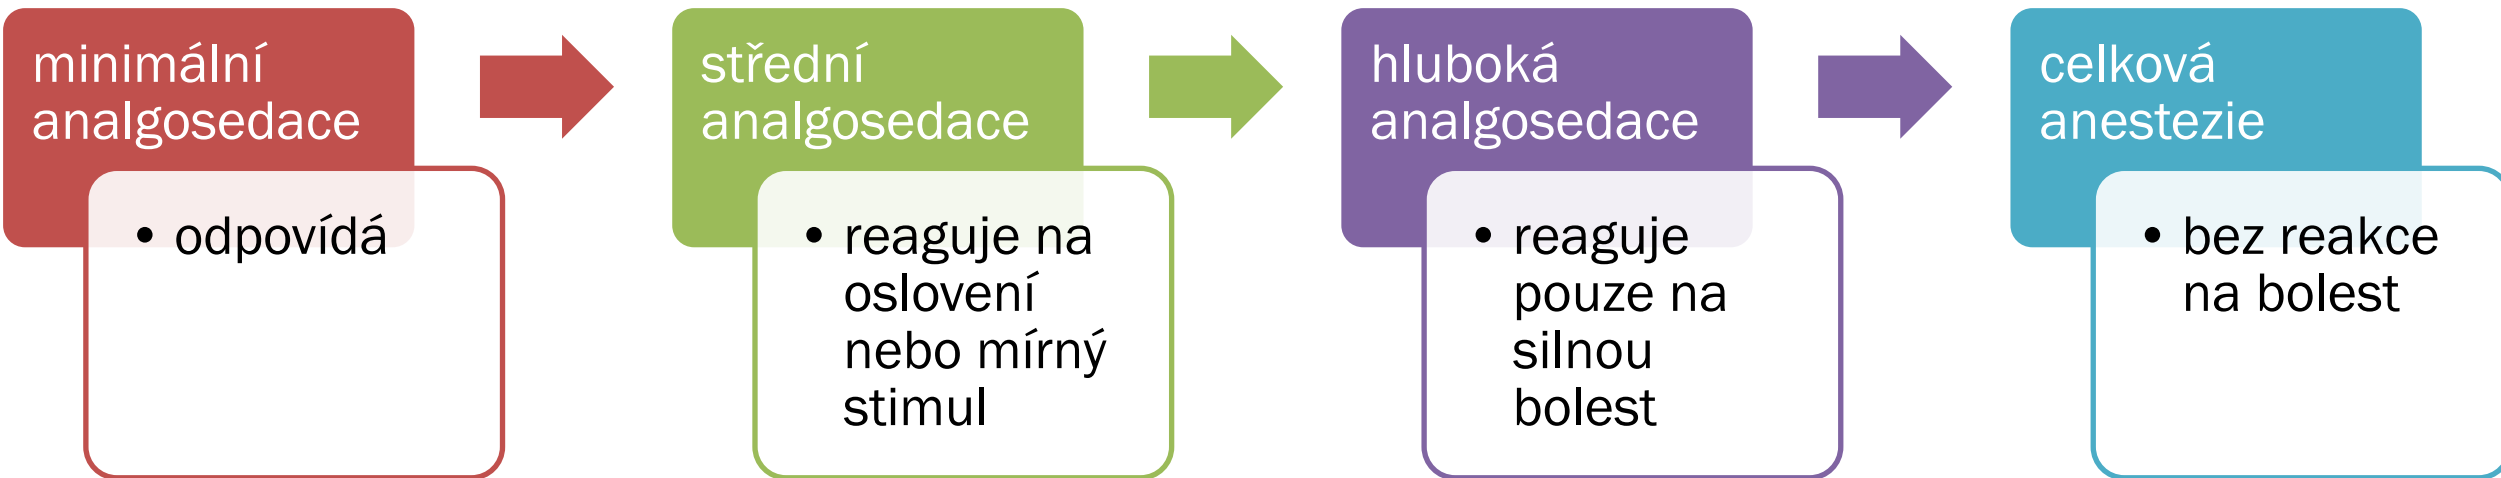 minimální
analgosedace
• odpovídá
střední
analgosedace
• reaguje na
oslovení
nebo mírný
stimul
hluboká
analgosedace
• reaguje
pouze na
silnou
bolest
celková
anestezie
• bez reakce
na bolest